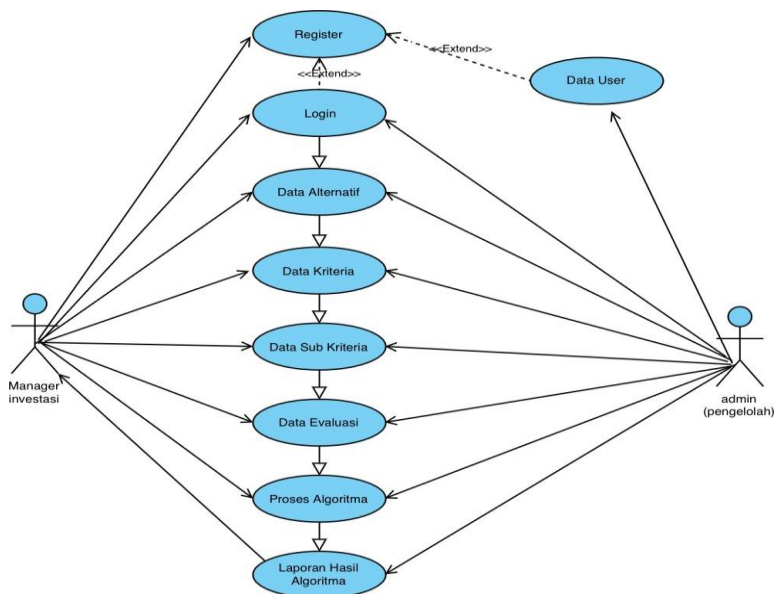 Register
<<Extend>>
<<Extend>>
Data User
Login
Data Alternatif
Data Kriteria
Data Sub Kriteria
Manager
investasi
admin
(pengelolah)
Data Evaluasi
Proses Algoritma
Laporan Hasil
Algoritma